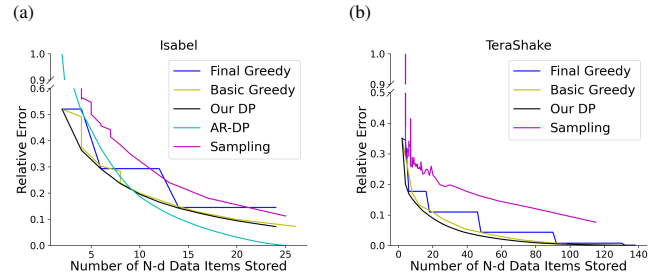 (a)
Isabel
1.0
0.9
0.6
0.5
0.4
0.3
0.2
0.1
0.0
Relative Error
Final Greedy
Basic Greedy
Our DP
AR-DP
Sampling
5
10
15
20
25
Number of N-d Data Items Stored
(b)
TeraShake
1.0
0.9
0.5
0.4
0.3
0.2
0.1
0.0
Relative Error
Final Greedy
Basic Greedy
Our DP
Sampling
0
20
40
60
80
100
120
140
Number of N-d Data Items Stored